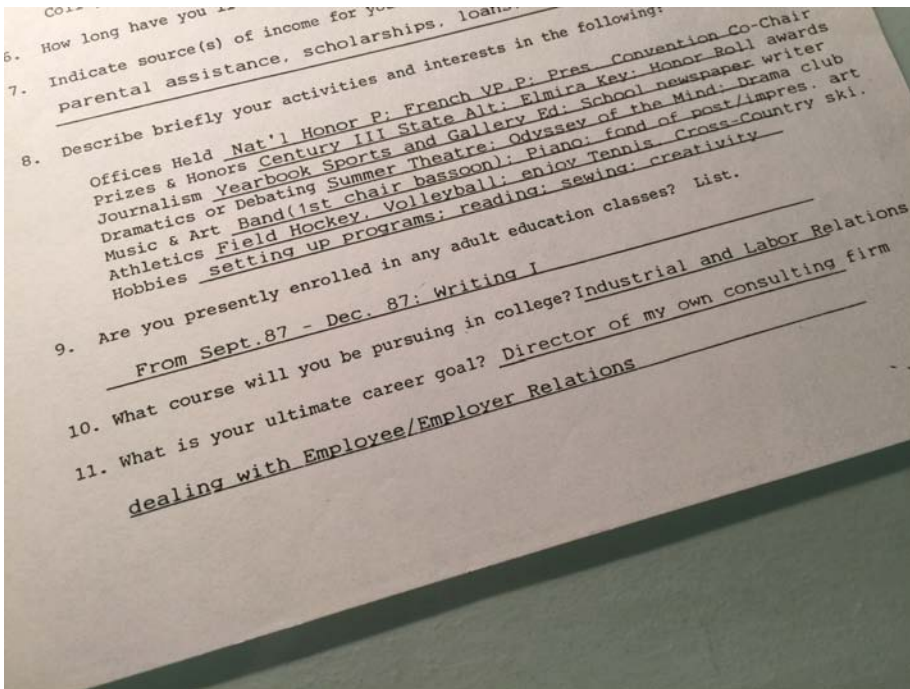 6. How long have you
7. Indicate source(s) of income for
parental assistance, scholarships, loans
8. Describe briefly your activities and interests in the following:
Offices Held Nat'l Honor P; French VP,P; Pres. Convention Co-Chair
Prizes & Honors Century III State Alt; Elmira Key; Honor Roll awards
Journalism Yearbook Sports and Gallery Ed; School newspaper writer
Dramatics or Debating Summer Theatre; Odyssey of the Mind; Drama club
Music & Art Band(1st chair bassoon); Piano; fond of post/impres. art
Athletics Field Hockey, Volleyball; enjoy Tennis, Cross-Country ski.
Hobbies setting up programs; reading; sewing; creativity
9. Are you presently enrolled in any adult education classes? List.
From Sept.87 - Dec. 87: Writing I
10. What course will you be pursuing in college? Industrial and Labor Relations
11. What is your ultimate career goal? Director of my own consulting firm
dealing with Employee/Employer Relations